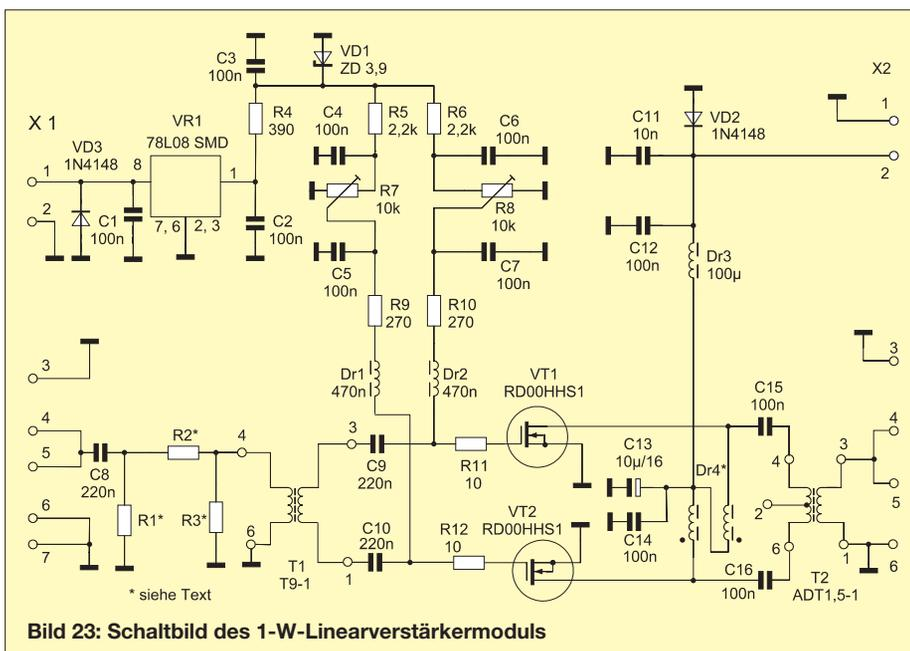 X 1
1
2
VD3
1N4148
C1
100n
8
VR1
78L08 SMD
7, 6
2, 3
1
C3
100n
R4
390
C2
100n
VD1
ZD 3,9
C4
100n
R5
2,2k
R6
2,2k
C6
100n
R7
10k
R8
10k
C5
100n
C7
100n
R9
270
R10
270
Dr1
470n
Dr2
470n
C11
10n
VD2
1N4148
X2
1
2
C12
100n
Dr3
100µ
3
4
5
6
7
C8
220n
R1*
R2*
R3*
4
6
T1
T9-1
3
1
C9
220n
C10
220n
R11
10
R12
10
VT1
RD00HHS1
VT2
RD00HHS1
C13
10µ/16
C14
100n
Dr4*
C15
100n
C16
100n
4
2
6
3
1
T2
ADT1,5-1
3
4
5
6
* siehe Text
Bild 23: Schaltbild des 1-W-Linearverstärkermoduls